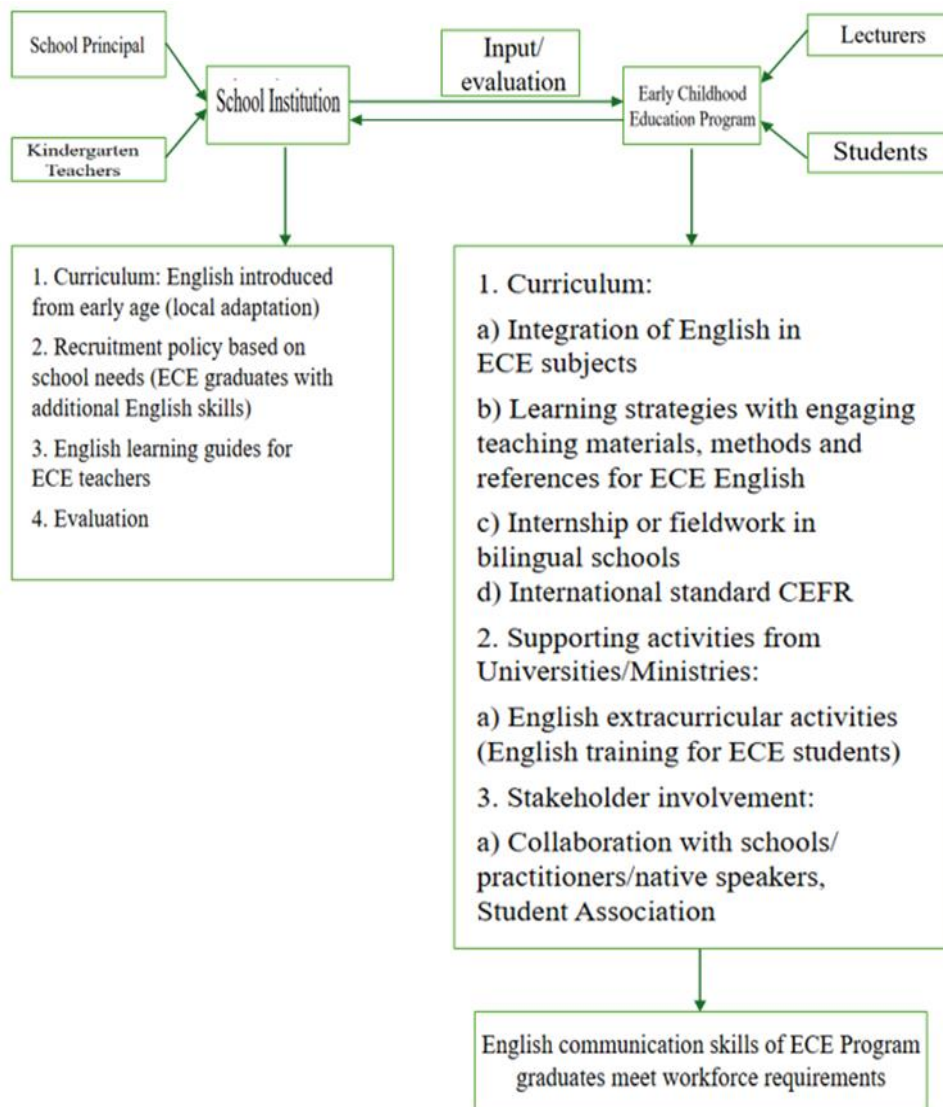 School Principal
Kindergarten
Teachers
School Institution
Input/
evaluation
Early Childhood
Education Program
Lecturers
Students
1. Curriculum: English introduced
from early age (local adaptation)
2. Recruitment policy based on
school needs (ECE graduates with
additional English skills)
3. English learning guides for
ECE teachers
4. Evaluation
1. Curriculum:
a) Integration of English in
ECE subjects
b) Learning strategies with engaging
teaching materials, methods and
references for ECE English
c) Internship or fieldwork in
bilingual schools
d) International standard CEFR
2. Supporting activities from
Universities/Ministries:
a) English extracurricular activities
(English training for ECE students)
3. Stakeholder involvement:
a) Collaboration with schools/
practitioners/native speakers,
Student Association
English communication skills of ECE Program
graduates meet workforce requirements